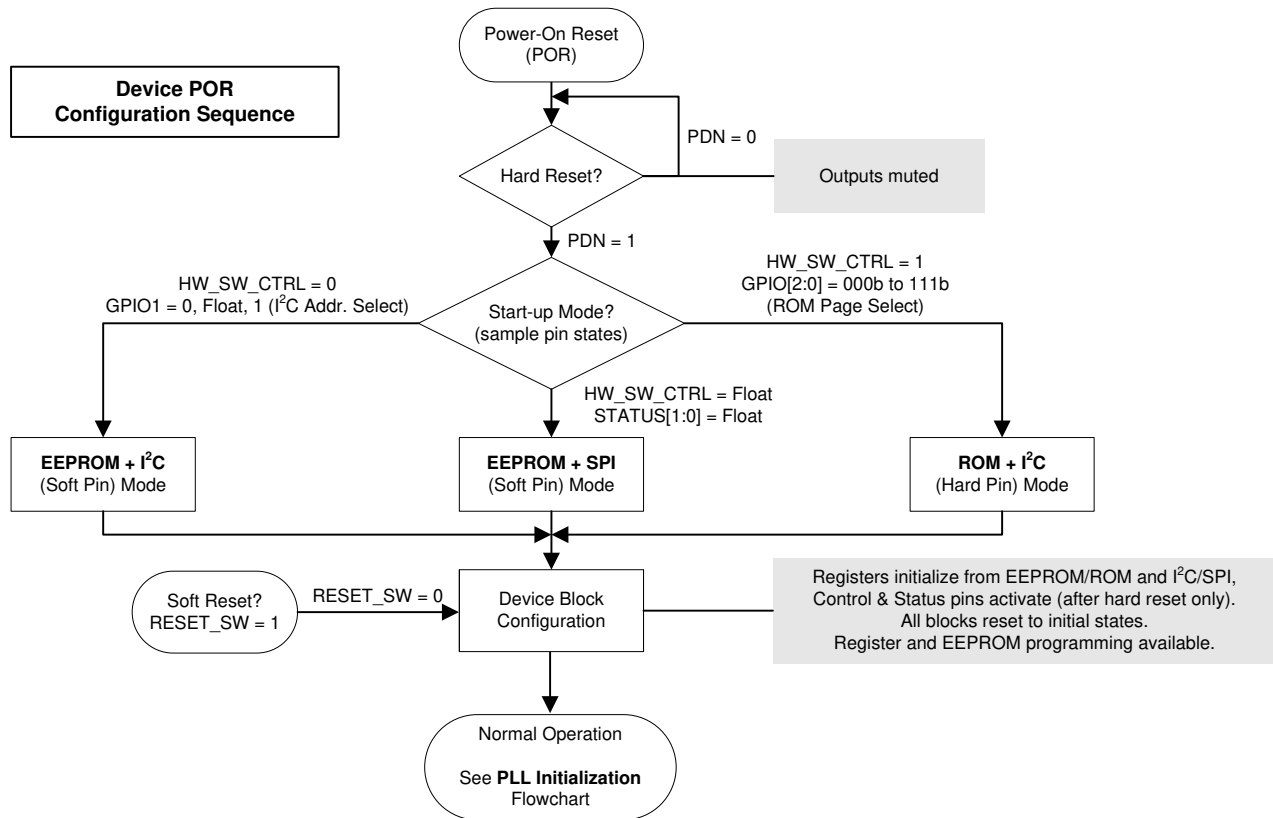 Power-On Reset
(POR)
Device POR
Configuration Sequence
PDN = 0
Hard Reset?
Outputs muted
PDN = 1
HW_SW_CTRL = 0
GPIO1 = 0, Float, 1 (I²C Addr. Select)
HW_SW_CTRL = 1
GPIO[2:0] = 000b to 111b
(ROM Page Select)
Start-up Mode?
(sample pin states)
HW_SW_CTRL = Float
STATUS[1:0] = Float
EEPROM + I²C
(Soft Pin) Mode
EEPROM + SPI
(Soft Pin) Mode
ROM + I²C
(Hard Pin) Mode
Soft Reset?
RESET_SW = 1
RESET_SW = 0
Device Block
Configuration
Registers initialize from EEPROM/ROM and I²C/SPI,
Control & Status pins activate (after hard reset only).
All blocks reset to initial states.
Register and EEPROM programming available.
Normal Operation
See PLL Initialization
Flowchart